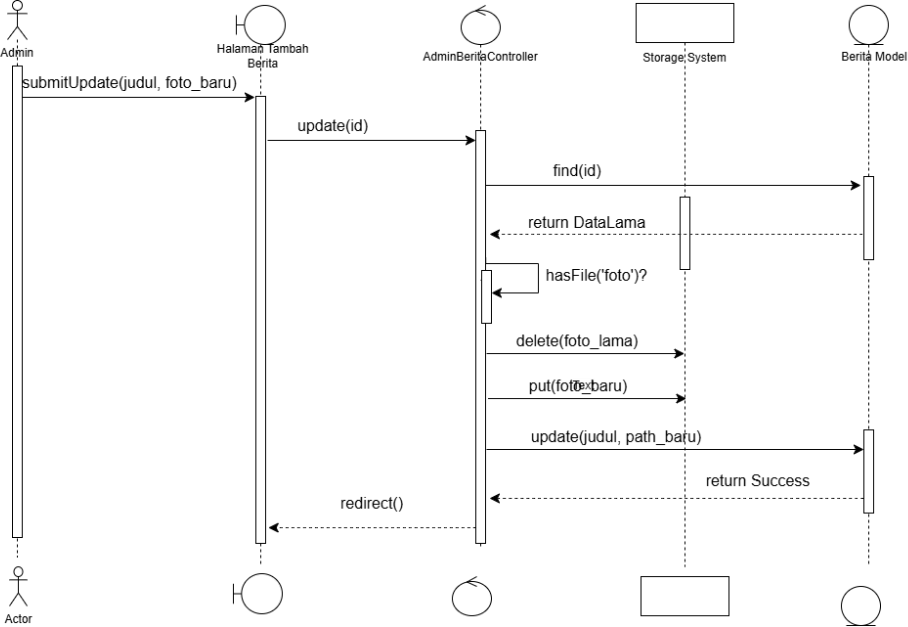 Admin
Halaman Tambah
Berita
AdminBeritaController
Storage System
Berita Model
submitUpdate(judul, foto_baru)
update(id)
find(id)
return DataLama
hasFile('foto')?
delete(foto_lama)
put(foto_baru)
Text
update(judul, path_baru)
return Success
redirect()
Actor